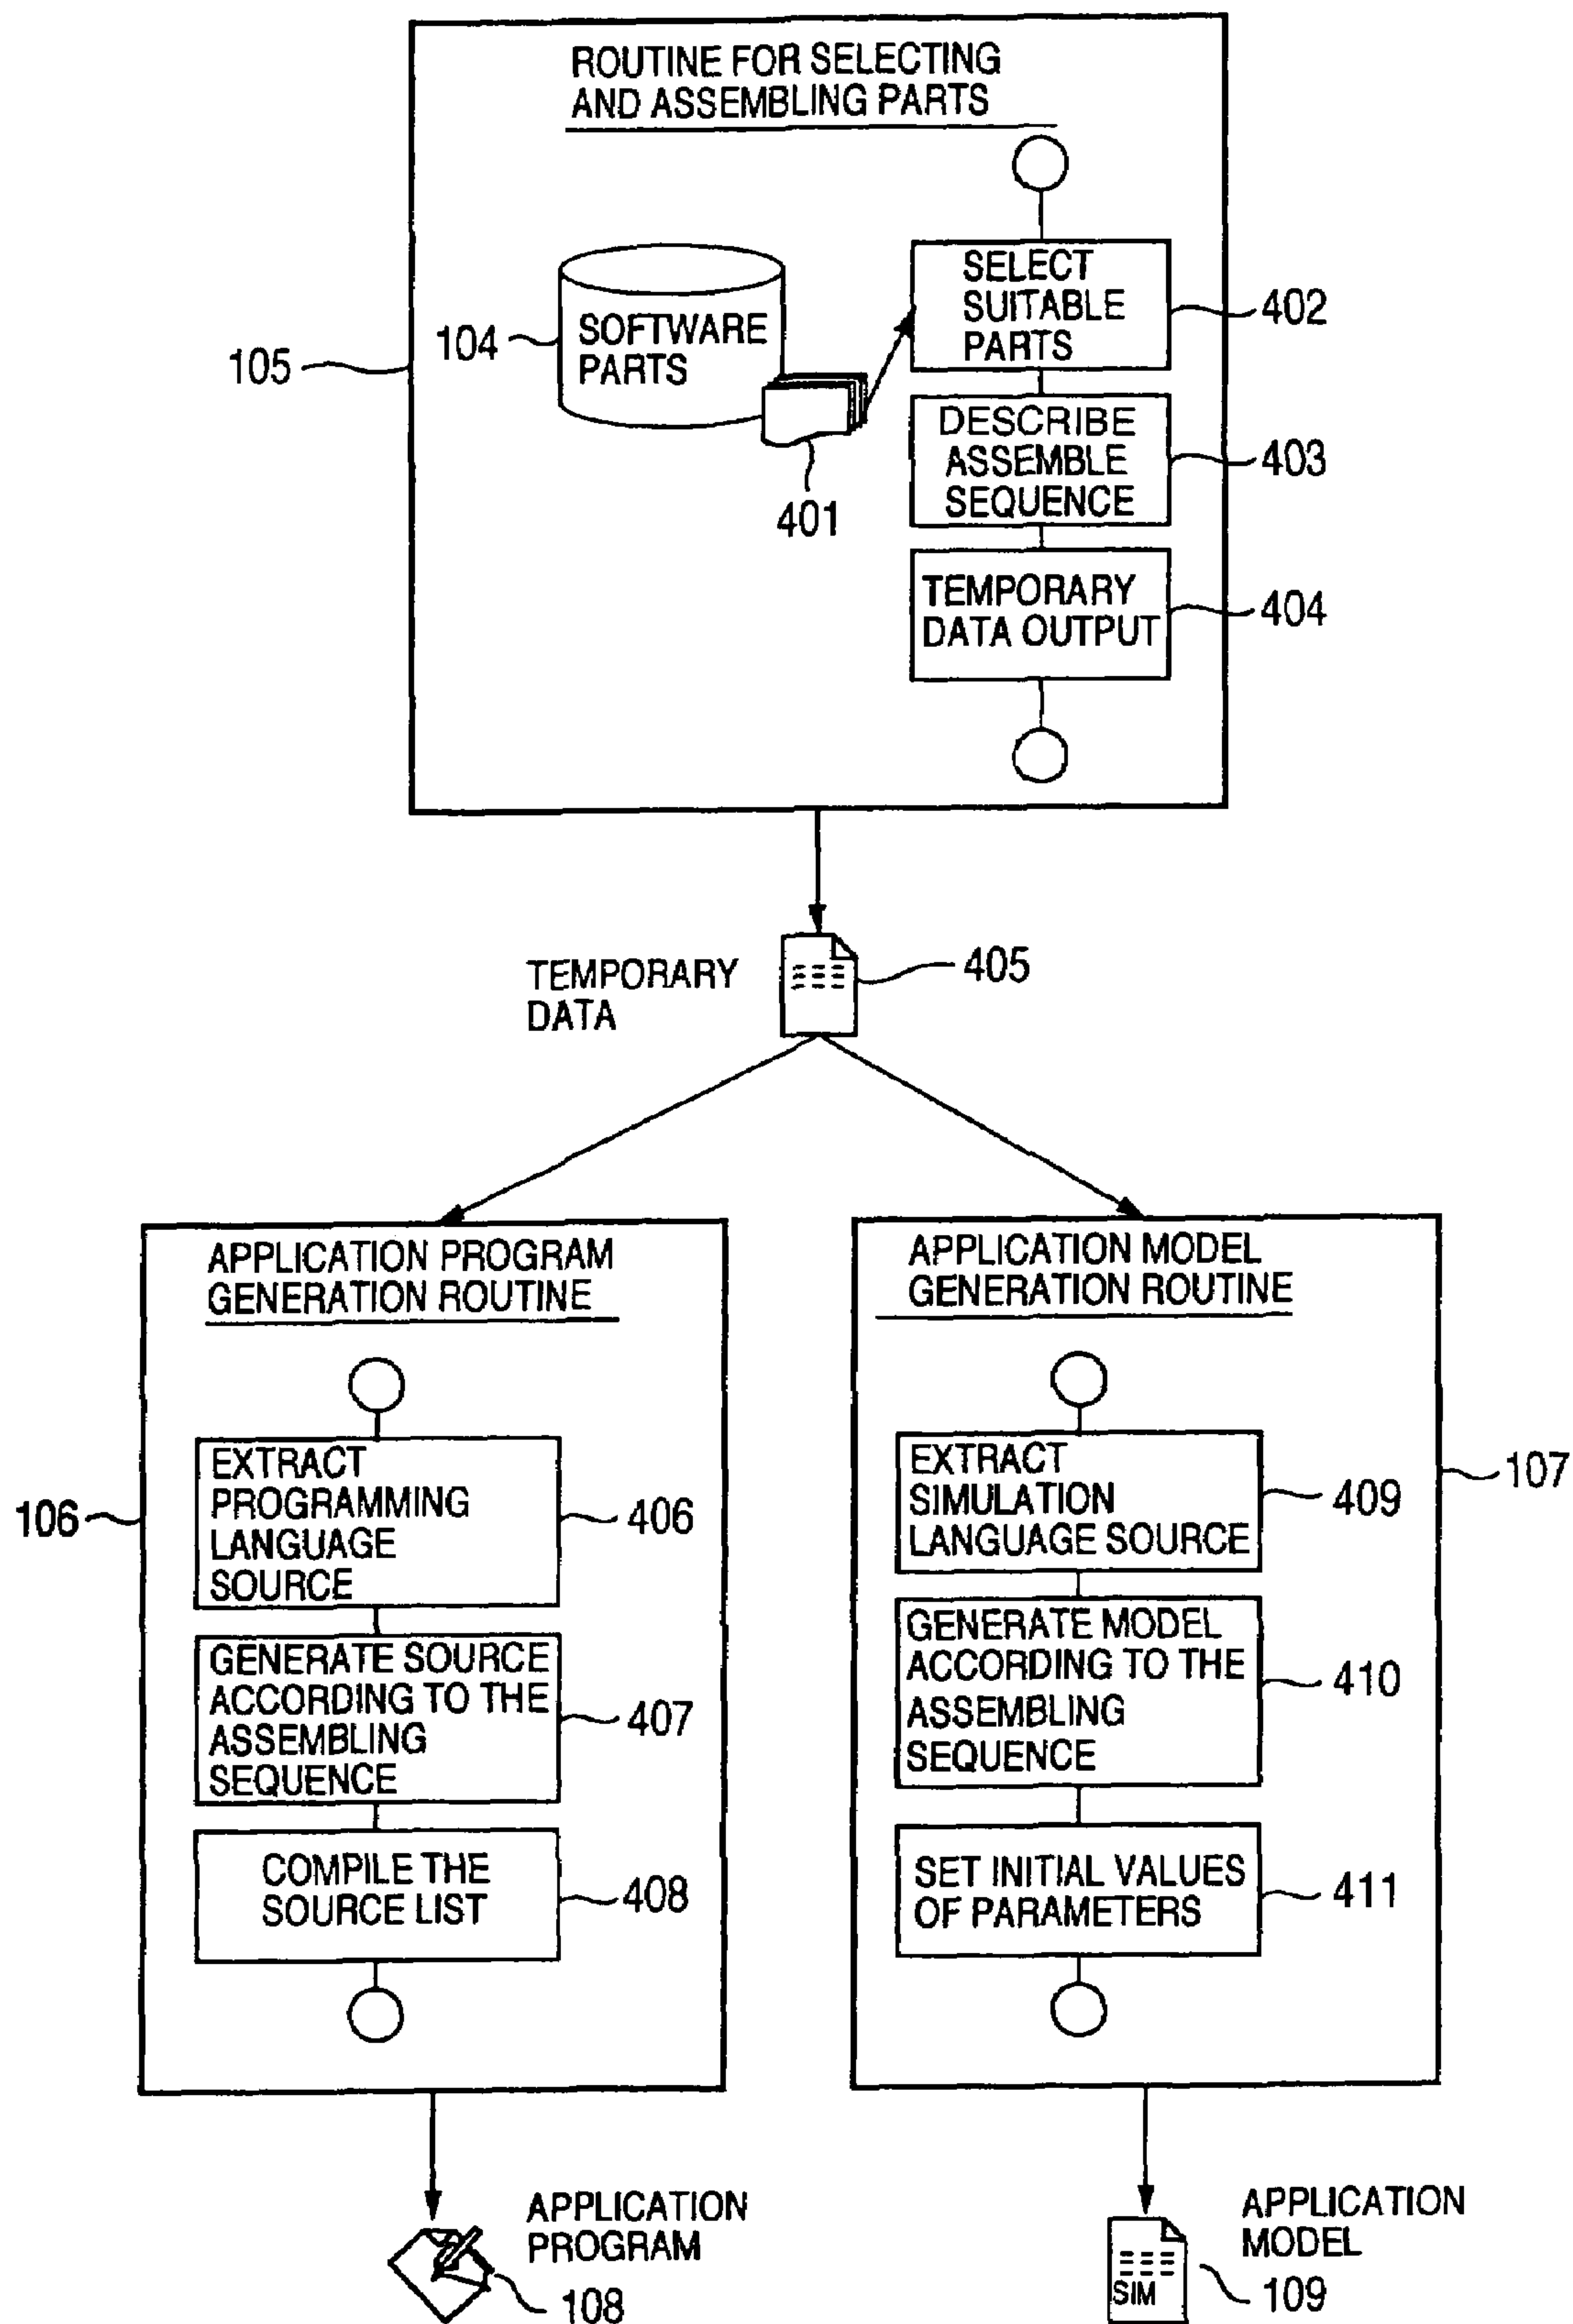 ROUTINE FOR SELECTING
AND ASSEMBLING PARTS
SELECT
SUITABLE
PARTS
402
104
SOFTWARE
PARTS
105
401
DESCRIBE
ASSEMBLE
SEQUENCE
403
TEMPORARY
DATA OUTPUT
404
TEMPORARY
DATA
405
APPLICATION PROGRAM
GENERATION ROUTINE
106
EXTRACT
PROGRAMMING
LANGUAGE
SOURCE
406
GENERATE SOURCE
ACCORDING TO THE
ASSEMBLING
SEQUENCE
407
COMPILE THE
SOURCE LIST
408
APPLICATION MODEL
GENERATION ROUTINE
107
EXTRACT
SIMULATION
LANGUAGE SOURCE
409
GENERATE MODEL
ACCORDING TO THE
ASSEMBLING
SEQUENCE
410
SET INITIAL VALUES
OF PARAMETERS
411
APPLICATION
PROGRAM
108
APPLICATION
MODEL
SIM
109